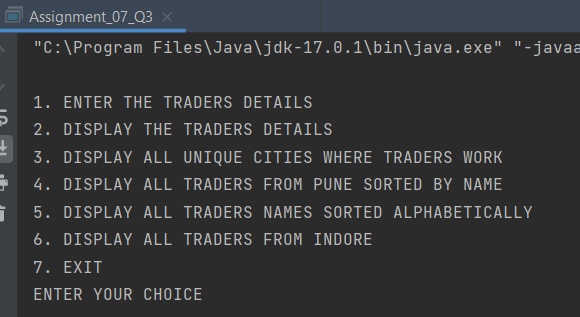 Assignment_07_Q3
"C:\Program Files\Java\jdk-17.0.1\bin\java.exe" "-javaa
1. ENTER THE TRADERS DETAILS
2. DISPLAY THE TRADERS DETAILS
3. DISPLAY ALL UNIQUE CITIES WHERE TRADERS WORK
4. DISPLAY ALL TRADERS FROM PUNE SORTED BY NAME
5. DISPLAY ALL TRADERS NAMES SORTED ALPHABETICALLY
6. DISPLAY ALL TRADERS FROM INDORE
7. EXIT
ENTER YOUR CHOICE